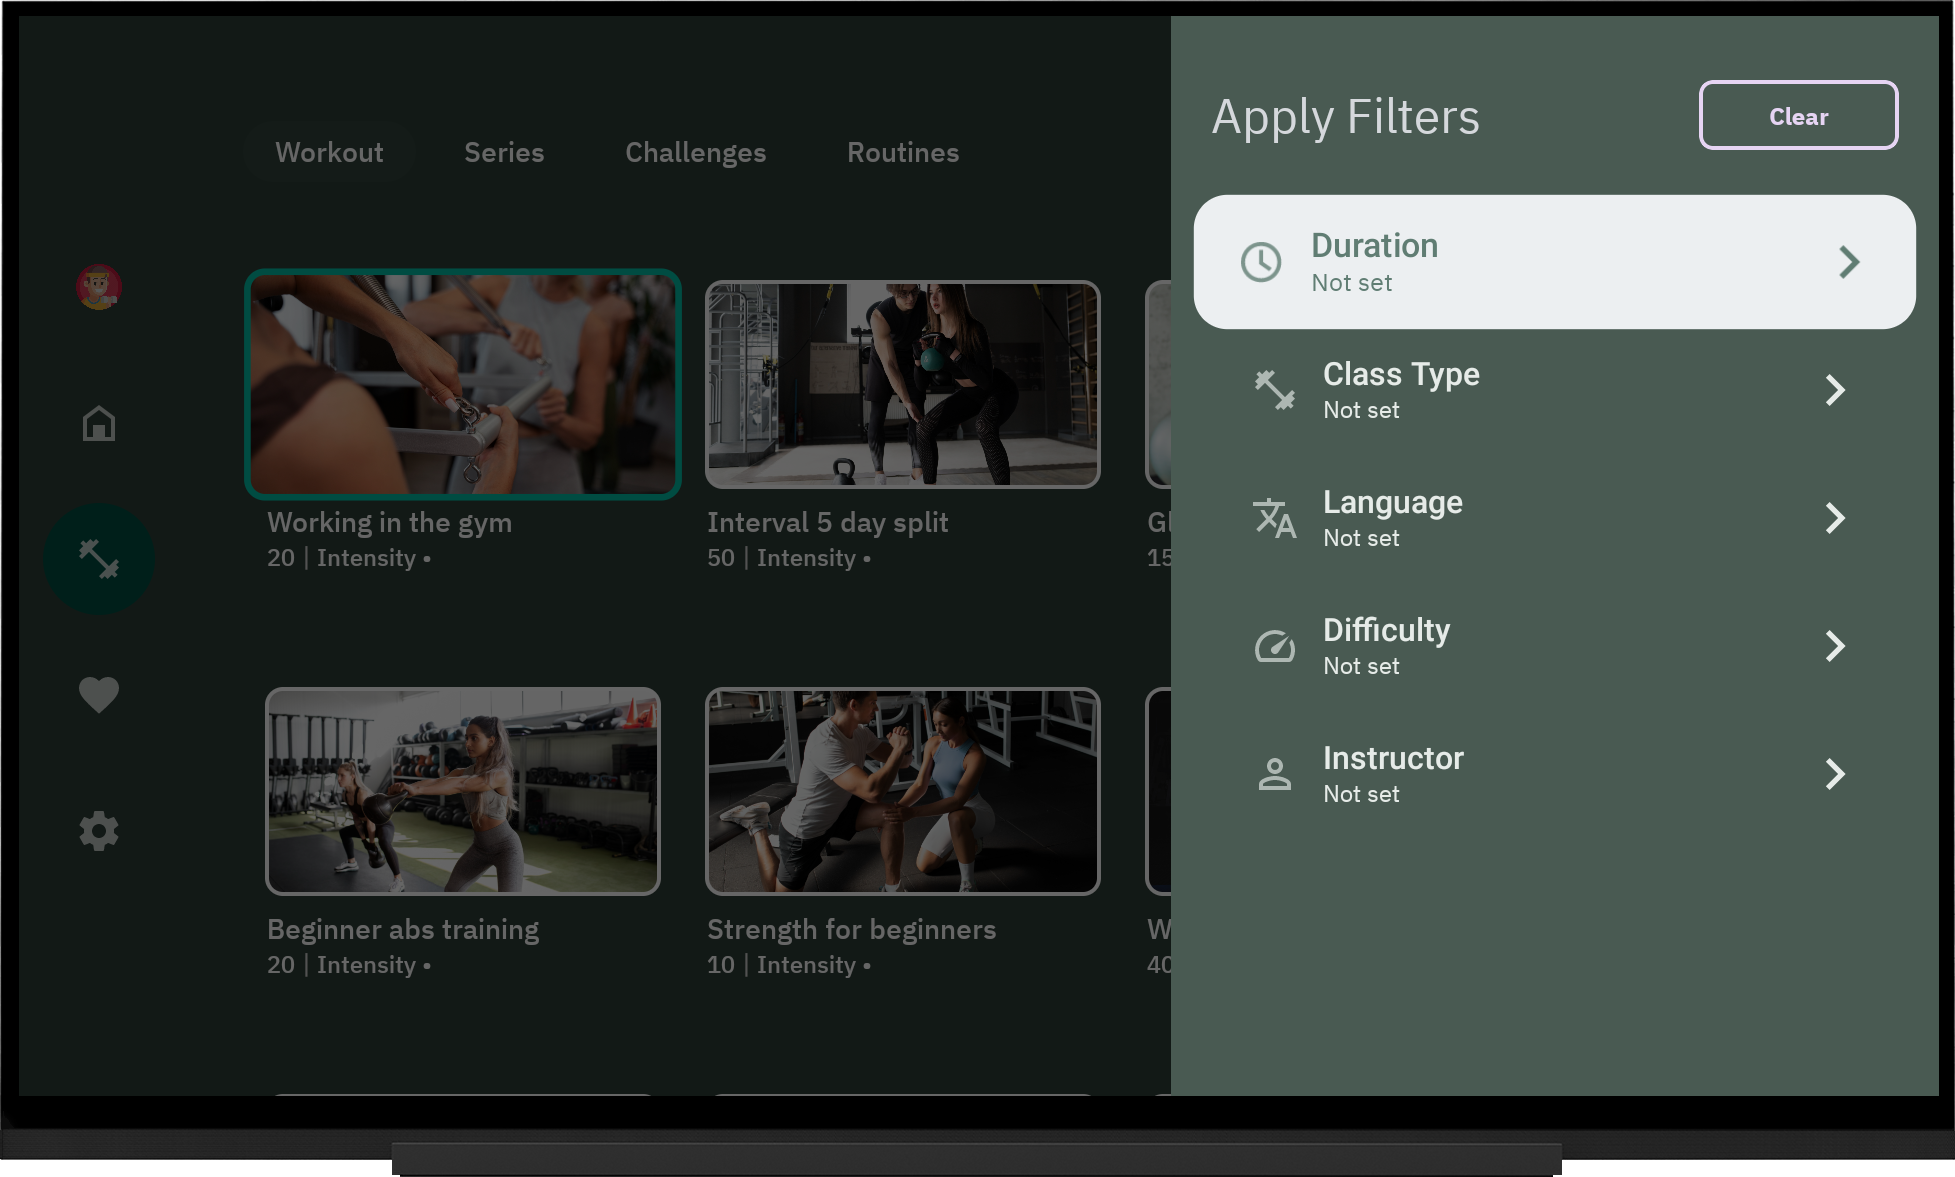 Workout
Series
Challenges
Routines
Working in the gym
20 | Intensity •
Interval 5 day split
50 | Intensity •
Gl
15
Beginner abs training
20 | Intensity •
Strength for beginners
10 | Intensity •
W
40
Apply Filters
Clear
Duration
Not set
Class Type
Not set
Language
Not set
Difficulty
Not set
Instructor
Not set